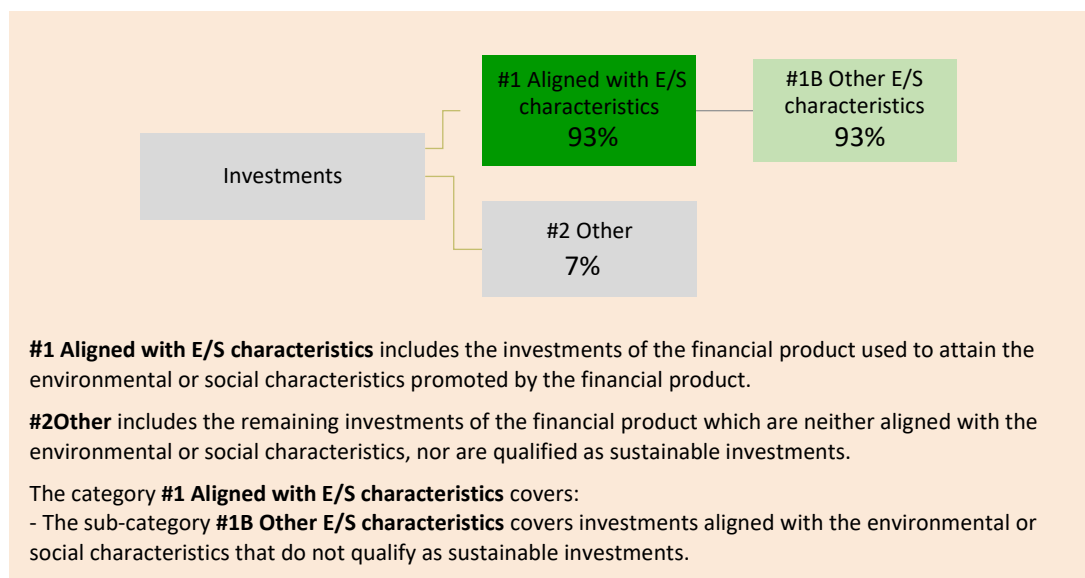 #1 Aligned with E/S
characteristics
93%
#1B Other E/S
characteristics
93%
Investments
#2 Other
7%
#1 Aligned with E/S characteristics includes the investments of the financial product used to attain the
environmental or social characteristics promoted by the financial product.
#2Other includes the remaining investments of the financial product which are neither aligned with the
environmental or social characteristics, nor are qualified as sustainable investments.
The category #1 Aligned with E/S characteristics covers:
- The sub-category #1B Other E/S characteristics covers investments aligned with the environmental or
social characteristics that do not qualify as sustainable investments.